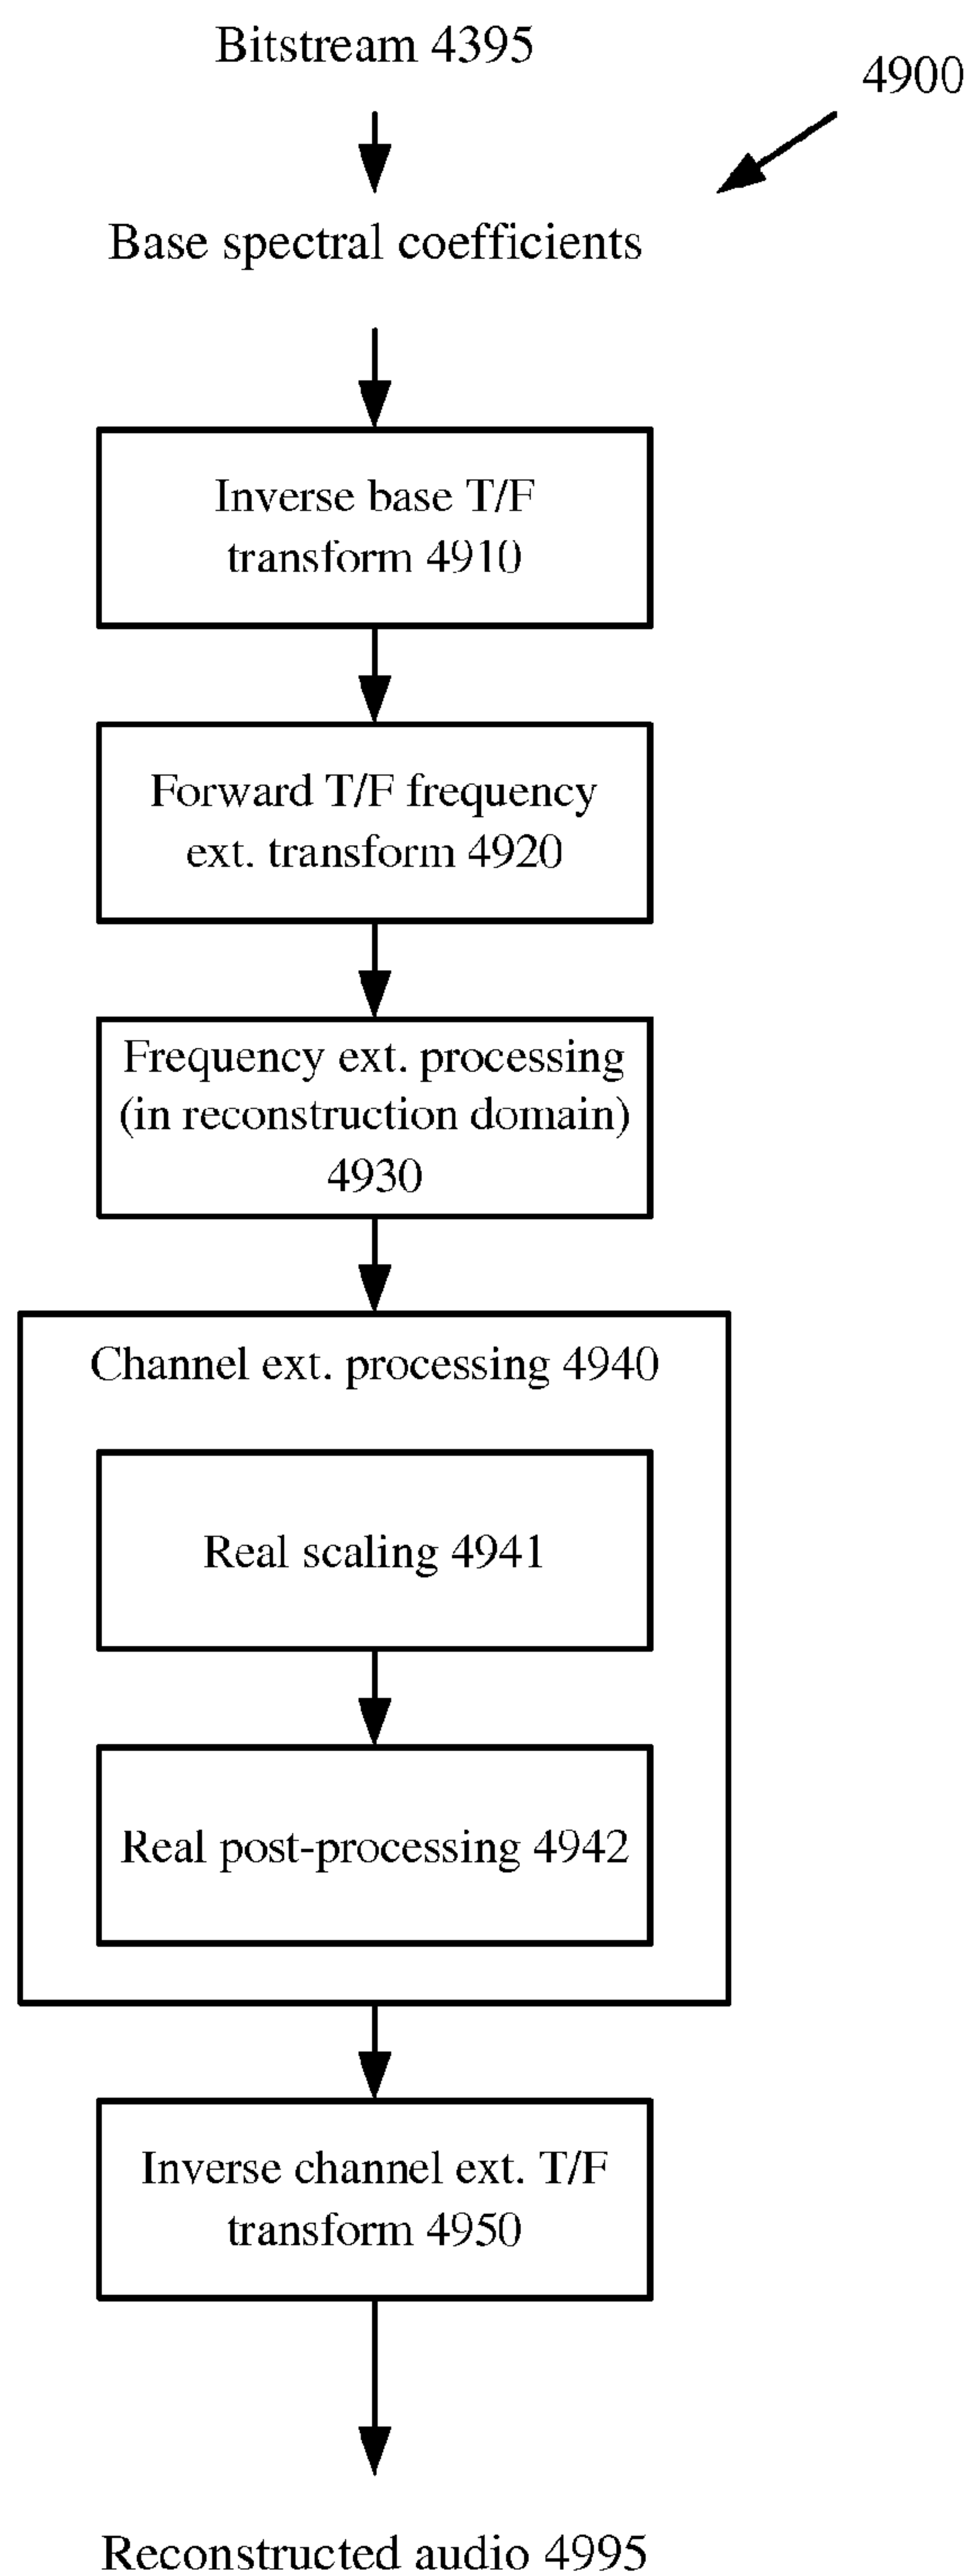 Bitstream 4395
4900
Base spectral coefficients
Inverse base T/F
transform 4910
Forward T/F frequency
ext. transform 4920
Frequency ext. processing
(in reconstruction domain)
4930
Channel ext. processing 4940
Real scaling 4941
Real post-processing 4942
Inverse channel ext. T/F
transform 4950
Reconstructed audio 4995